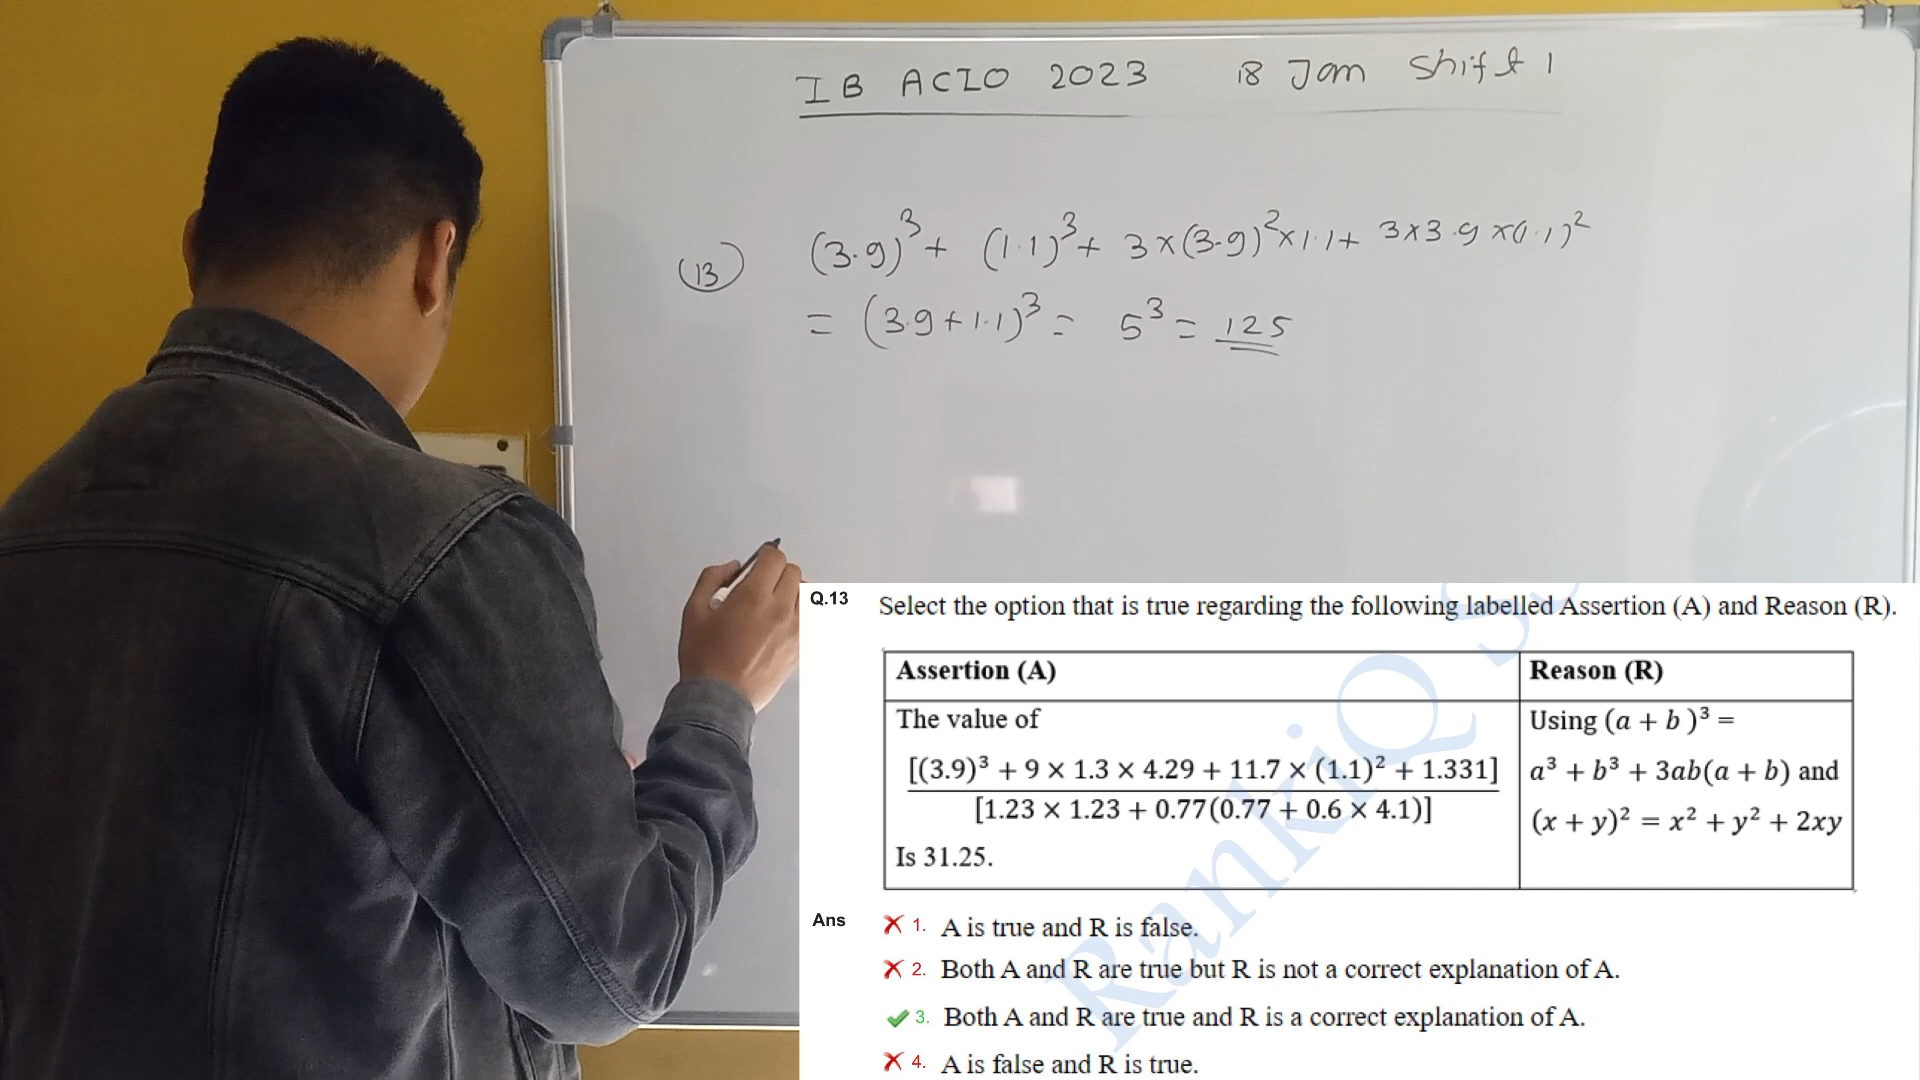 IB ACIO 2023 18 Jan Shift 1
(13) (3.9)³ + (1.1)³ + 3×(3.9)²×1.1 + 3×3.9×(1.1)²
= (3.9+1.1)³ = 5³ = 125
Q.13 Select the option that is true regarding the following labelled Assertion (A) and Reason (R).
Assertion (A) Reason (R)
The value of Using (a + b)³ =
[(3.9)³ + 9 × 1.3 × 4.29 + 11.7 × (1.1)² + 1.331] a³ + b³ + 3ab(a + b) and
[1.23 × 1.23 + 0.77(0.77 + 0.6 × 4.1)] (x + y)² = x² + y² + 2xy
Is 31.25.
Ans ✗ 1. A is true and R is false.
✗ 2. Both A and R are true but R is not a correct explanation of A.
✓ 3. Both A and R are true and R is a correct explanation of A.
✗ 4. A is false and R is true.
RankiQ